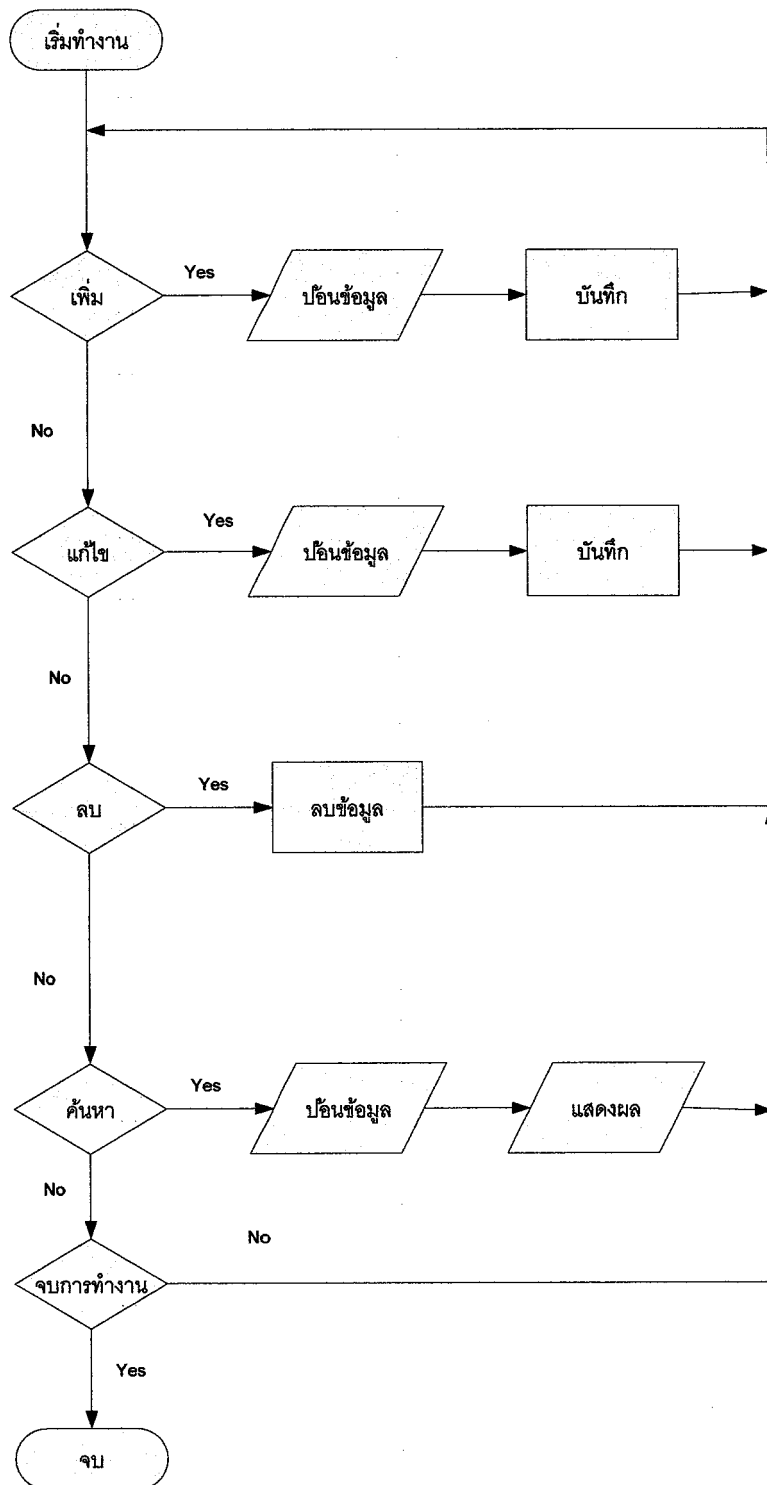 เริ่มทำงาน
เพิ่ม
Yes
ป้อนข้อมูล
บันทึก
No
แก้ไข
Yes
ป้อนข้อมูล
บันทึก
No
ลบ
Yes
ลบข้อมูล
No
ค้นหา
Yes
ป้อนข้อมูล
แสดงผล
No
No
จบการทำงาน
Yes
จบ